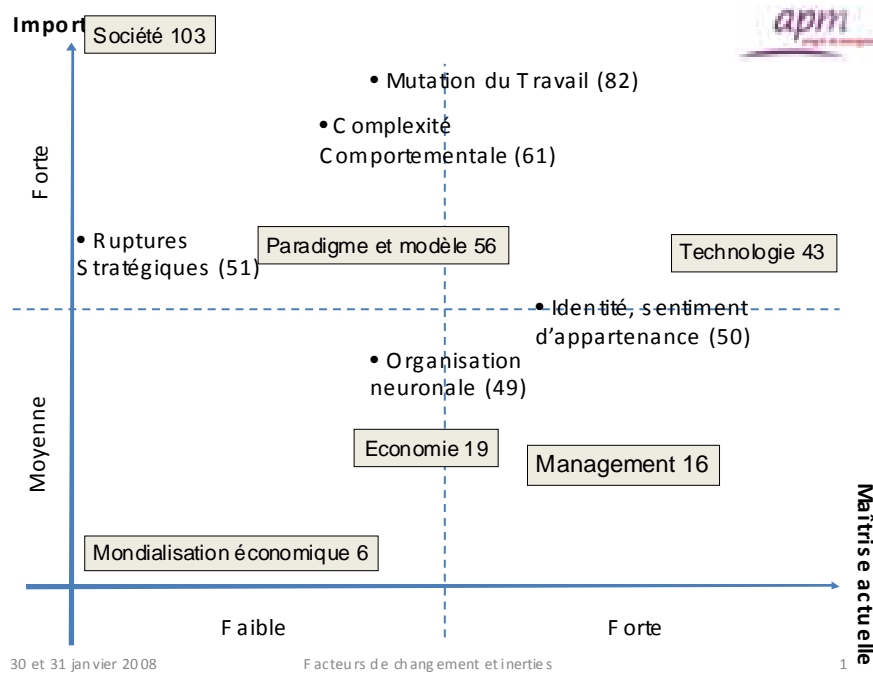 Import
Société 103
apm
• Mutation du Travail (82)
• Complexité
Comportementale (61)
Forte
• Ruptures
Stratégiques (51)
Paradigme et modèle 56
Technologie 43
• Identité, sentiment
d'appartenance (50)
• Organisation
neuronale (49)
Moyenne
Economie 19
Management 16
Mondialisation économique 6
Maîtrise actuelle
Faible
Forte
30 et 31 janvier 2008
Facteurs de changement et inerties
1